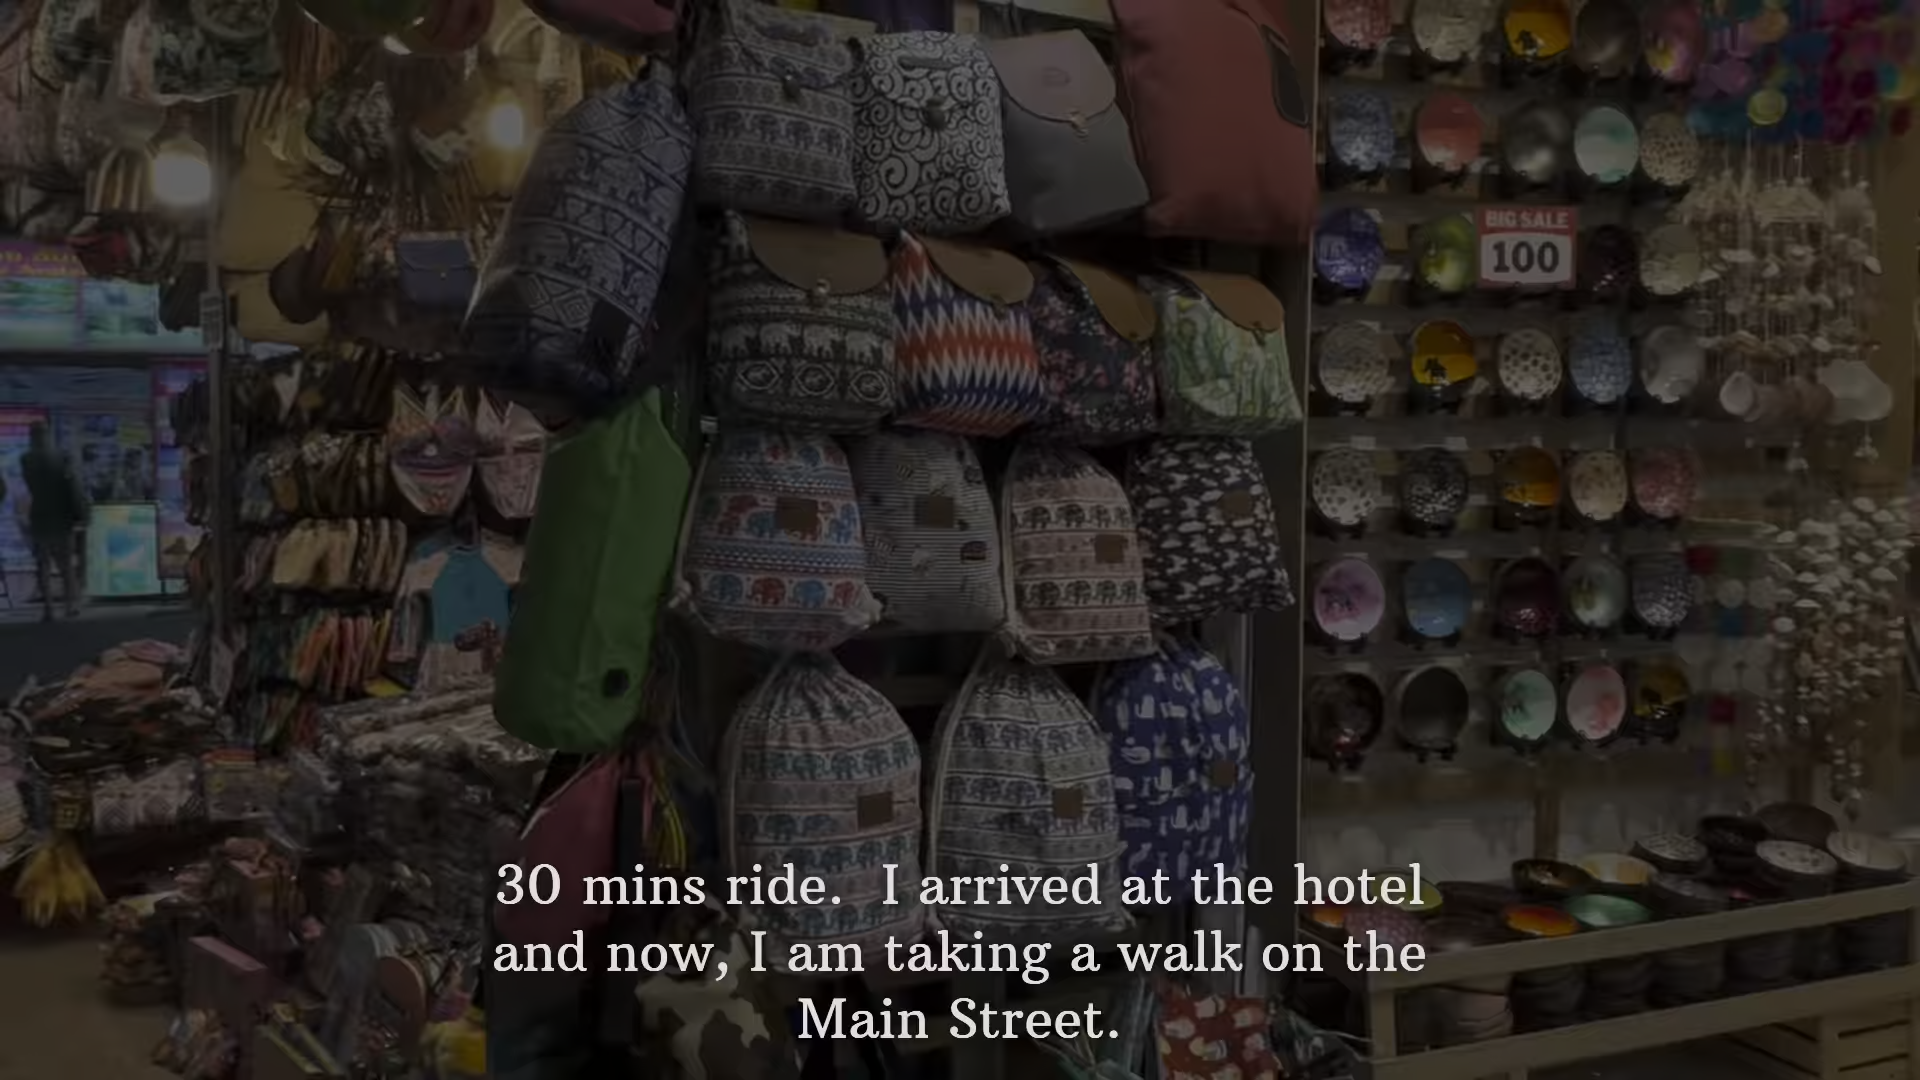 BIG SALE
100
30 mins ride.  I arrived at the hotel
and now, I am taking a walk on the
Main Street.